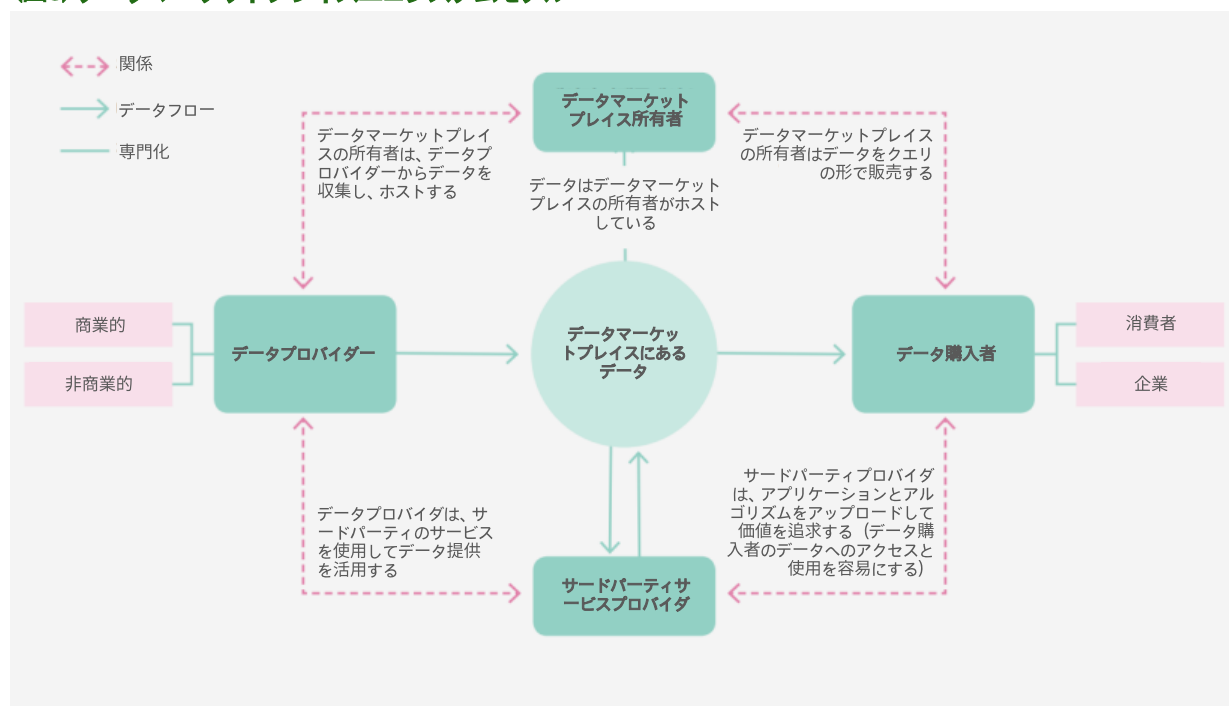 関係
データフロー
専門化
データマーケット
プレイス所有者
データマーケットプレイ
スの所有者は、データプ
ロバイダーからデータを
収集し、ホストする
データマーケットプレイス
の所有者はデータをクエリ
の形で販売する
データはデータマーケット
プレイスの所有者がホスト
している
商業的
非商業的
データプロバイダー
データマーケッ
トプレイスにある
データ
データ購入者
消費者
企業
データプロバイダは、サ
ードパーティのサービス
を使用してデータ提供
を活用する
サードパーティプロバイダ
は、アプリケーションとアル
ゴリズムをアップロードして
価値を追求する（データ購
入者のデータへのアクセスと
使用を容易にする）
サードパーティサ
ービスプロバイダ